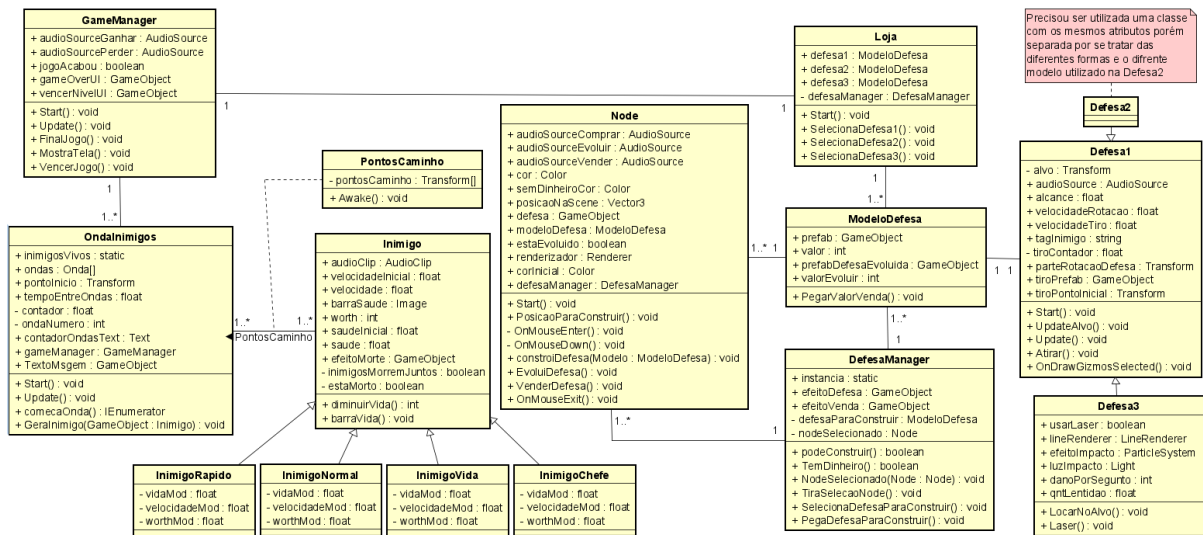 GameManager
+ audioSourceGanhar : AudioSource
+ audioSourcePerder : AudioSource
+ jogoAcabou : boolean
+ gameOverUI : GameObject
+ vencerNivelUI : GameObject
+ Start() : void
+ Update() : void
+ FinalJogo() : void
+ MostraTela() : void
+ VencerJogo() : void
1
1
1
1..*
OndaInimigos
+ inimigosVivos : static
+ ondas : Onda[]
+ pontoInicio : Transform
+ tempoEntreOndas : float
- contador : float
- ondaNumero : int
+ contadorOndasText : Text
+ gameManager : GameManager
+ TextoMsgem : GameObject
+ Start() : void
+ Update() : void
+ comecaOnda() : IEnumerator
+ GeraInimigo(GameObject : Inimigo) : void
PontosCaminho
- pontosCaminho : Transform[]
+ Awake() : void
1..*
1..*
PontosCaminho
Inimigo
+ audioClip : AudioClip
+ velocidadeInicial : float
+ velocidade : float
+ barraSaude : Image
+ worth : int
+ saudeInicial : float
+ saude : float
+ efeitoMorte : GameObject
- inimigosMorremJuntos : boolean
- estaMorto : boolean
+ diminuirVida() : int
+ barraVida() : void
InimigoRapido
- vidaMod : float
- velocidadeMod : float
- worthMod : float
InimigoNormal
- vidaMod : float
- velocidadeMod : float
- worthMod : float
InimigoVida
- vidaMod : float
- velocidadeMod : float
- worthMod : float
InimigoChefe
- vidaMod : float
- velocidadeMod : float
- worthMod : float
Node
+ audioSourceComprar : AudioSource
+ audioSourceEvoluir : AudioSource
+ audioSourceVender : AudioSource
+ cor : Color
+ semDinheiroCor : Color
+ posicaoNaScene : Vector3
+ defesa : GameObject
+ modeloDefesa : ModeloDefesa
+ estaEvoluido : boolean
+ renderizador : Renderer
+ corInicial : Color
+ defesaManager : DefesaManager
+ Start() : void
+ PosicaoParaConstruir() : void
- OnMouseEnter() : void
- OnMouseDown() : void
+ constroiDefesa(Modelo : ModeloDefesa) : void
+ EvoluiDefesa() : void
+ VenderDefesa() : void
+ OnMouseExit() : void
1..*
1
1..*
1
Loja
+ defesa1 : ModeloDefesa
+ defesa2 : ModeloDefesa
+ defesa3 : ModeloDefesa
- defesaManager : DefesaManager
+ Start() : void
+ SelecionaDefesa1() : void
+ SelecionaDefesa2() : void
+ SelecionaDefesa3() : void
1
1..*
ModeloDefesa
+ prefab : GameObject
+ valor : int
+ prefabDefesaEvoluida : GameObject
+ valorEvoluir : int
+ PegarValorVenda() : void
1
1
1..*
1
DefesaManager
+ instancia : static
+ efeitoDefesa : GameObject
+ efeitoVenda : GameObject
- defesaParaConstruir : ModeloDefesa
- nodeSelecionado : Node
+ podeConstruir() : boolean
+ TemDinheiro() : boolean
+ NodeSelecionado(Node : Node) : void
+ TiraSelecaoNode() : void
+ SelecionaDefesaParaConstruir() : void
+ PegaDefesaParaConstruir() : void
Precisou ser utilizada uma classe
com os mesmos atributos porém
separada por se tratar das
diferentes formas e o difrente
modelo utilizado na Defesa2
Defesa2
Defesa1
- alvo : Transform
+ audioSource : AudioSource
+ alcance : float
+ velocidadeRotacao : float
+ velocidadeTiro : float
+ tagInimigo : string
- tiroContador : float
+ parteRotacaoDefesa : Transform
+ tiroPrefab : GameObject
+ tiroPontoInicial : Transform
+ Start() : void
+ UpdateAlvo() : void
+ Update() : void
+ Atirar() : void
+ OnDrawGizmosSelected() : void
Defesa3
+ usarLaser : boolean
+ lineRenderer : LineRenderer
+ efeitoImpacto : ParticleSystem
+ luzImpacto : Light
+ danoPorSegunto : int
+ qntLentidao : float
+ LocarNoAlvo() : void
+ Laser() : void